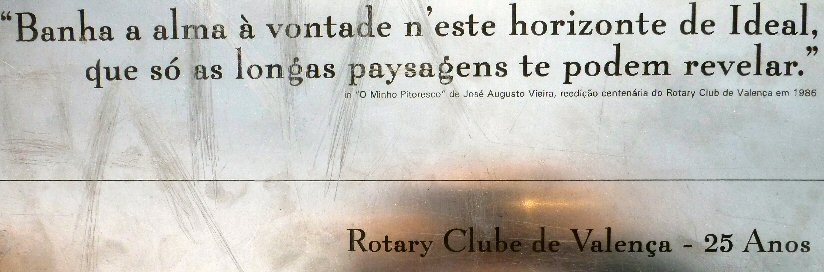 “Banha a alma à vontade n’este horizonte de Ideal,
que só as longas paysagens te podem revelar.”
in “O Minho Pitoresco” de José Augusto Vieira, reedição centenária do Rotary Club de Valença em 1986
Rotary Clube de Valença - 25 Anos